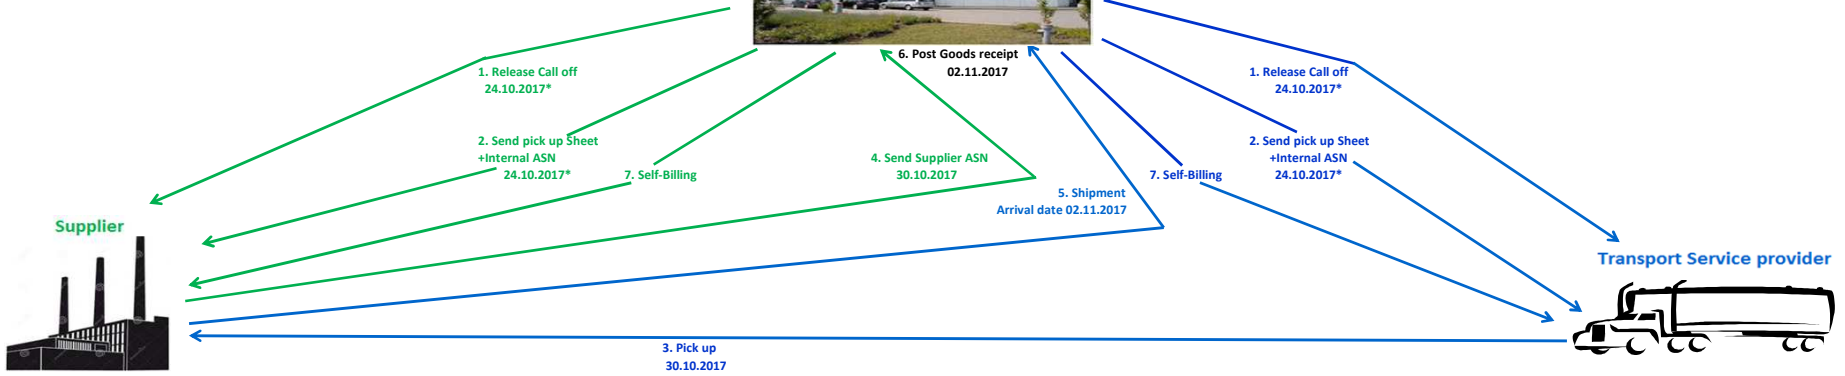 6. Post Goods receipt
02.11.2017
1. Release Call off
24.10.2017*
1. Release Call off
24.10.2017*
2. Send pick up Sheet
+Internal ASN
24.10.2017*
7. Self-Billing
4. Send Supplier ASN
30.10.2017
5. Shipment
Arrival date 02.11.2017
7. Self-Billing
2. Send pick up Sheet
+Internal ASN
24.10.2017*
Supplier
Transport Service provider
3. Pick up
30.10.2017